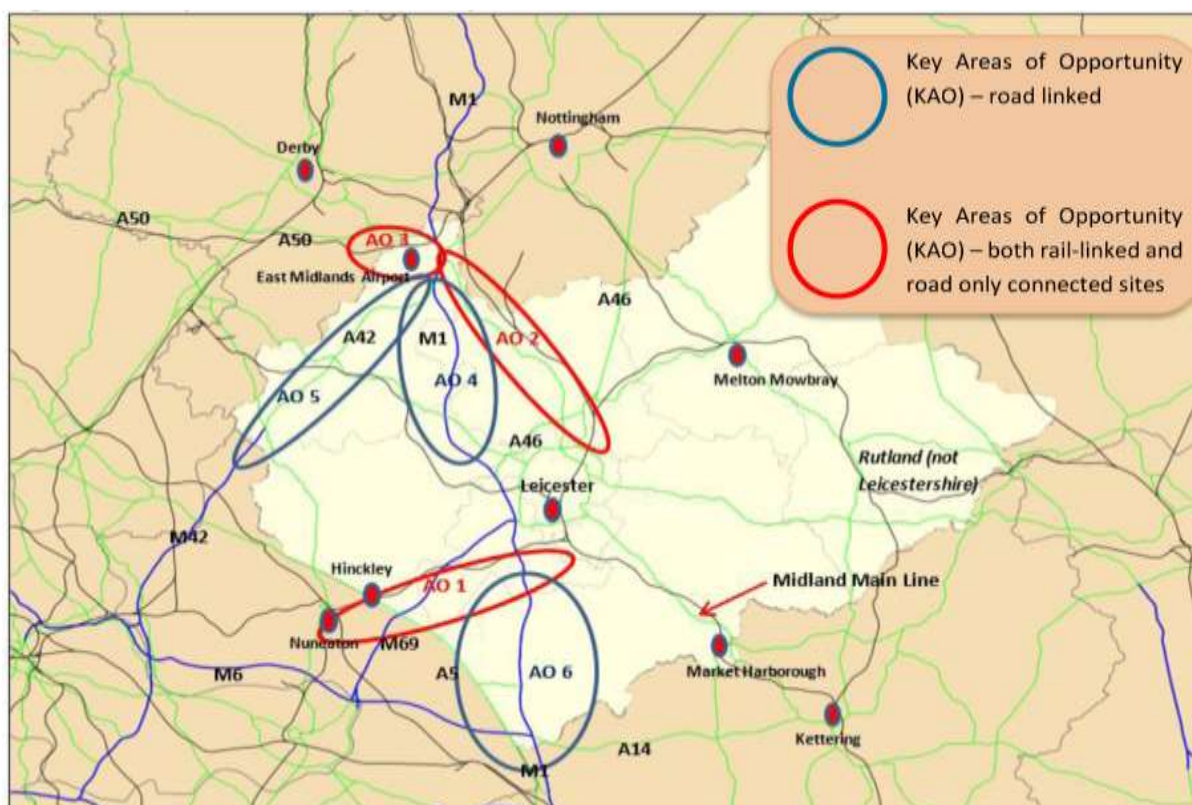 Key Areas of Opportunity
(KAO) – road linked
Key Areas of Opportunity
(KAO) – both rail-linked and
road only connected sites
M1
Nottingham
Derby
A50
A50
AO 3
East Midlands Airport
A46
A42
M1
AO 2
Melton Mowbray
AO 5
AO 4
A46
Rutland (not
Leicestershire)
Leicester
M42
Hinckley
AO 1
Midland Main Line
Nuneaton
M69
M6
A5
AO 6
Market Harborough
Kettering
A14
M1